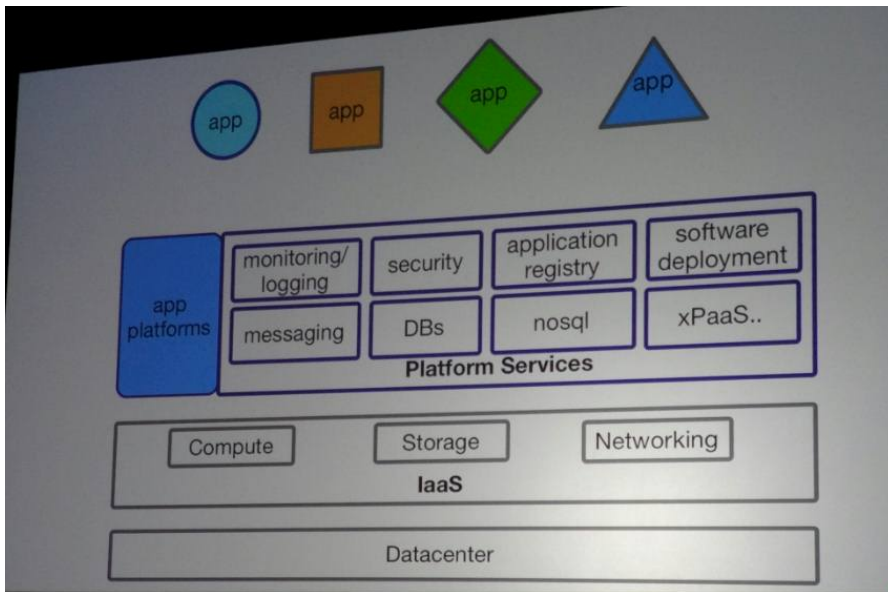 app
app
app
app
app
platforms
monitoring/
logging
security
application
registry
software
deployment
messaging
DBs
nosql
xPaaS..
Platform Services
Compute
Storage
Networking
IaaS
Datacenter